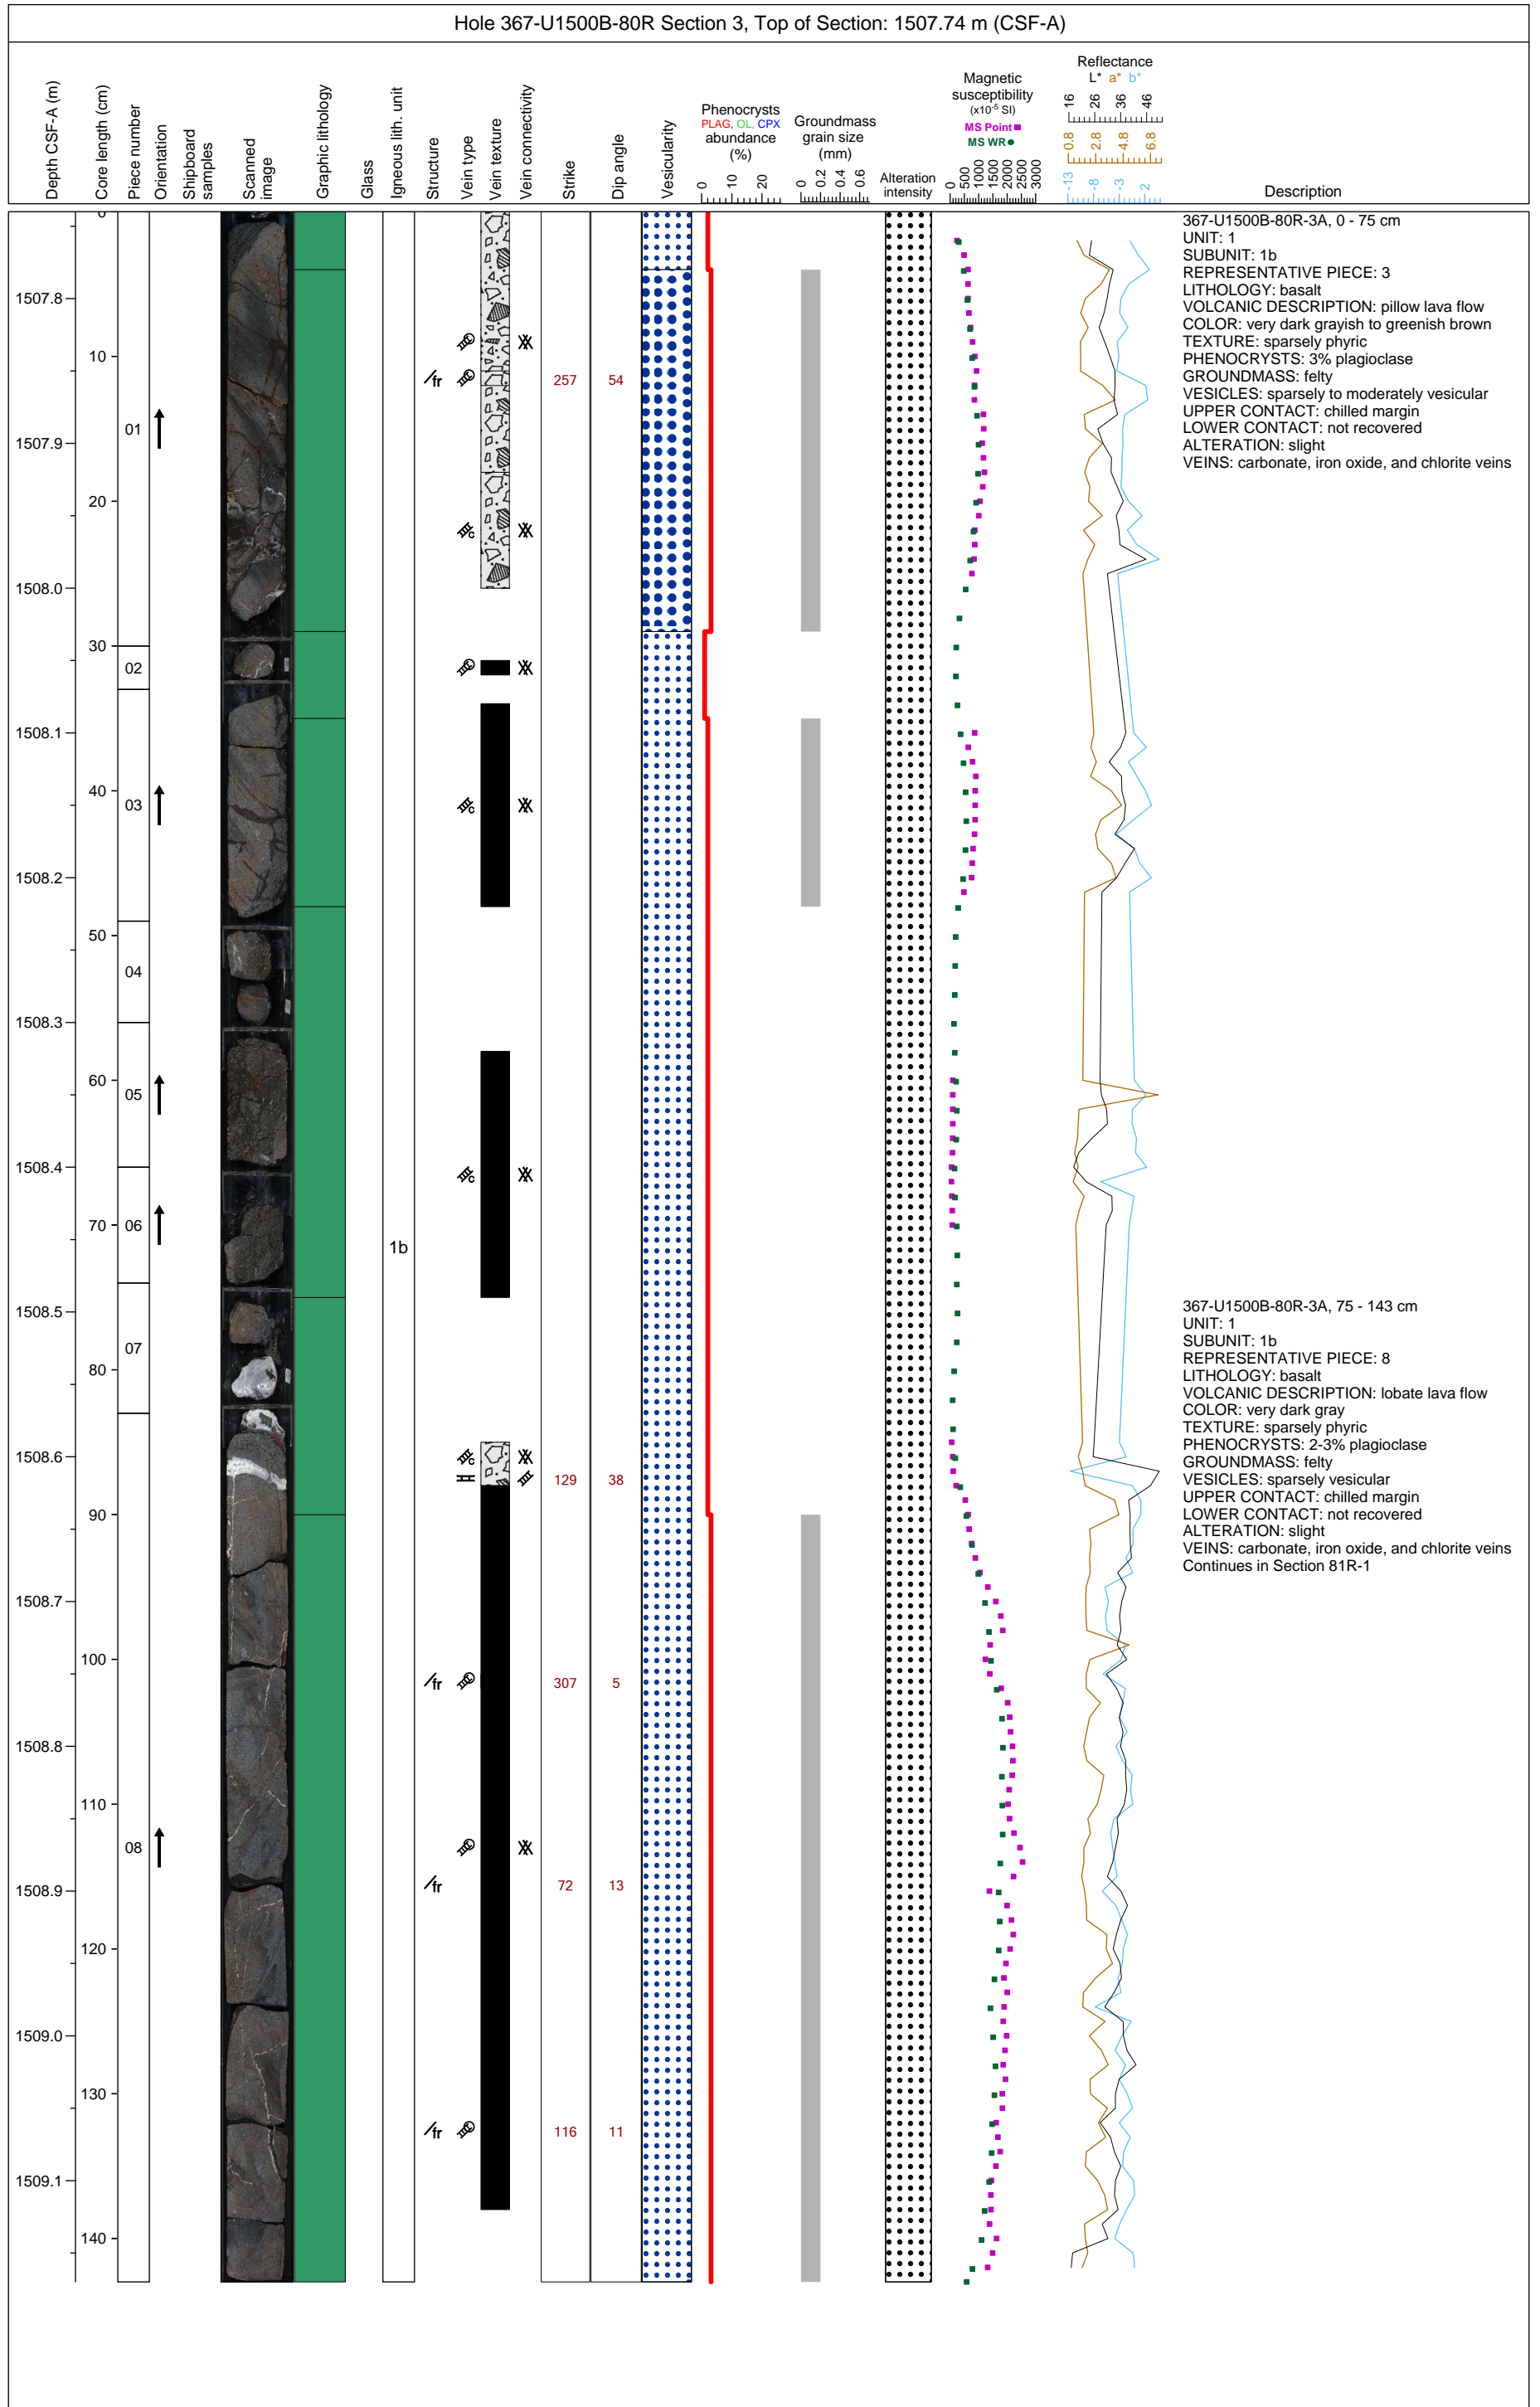 Hole 367-U1500B-80R Section 3, Top of Section: 1507.74 m (CSF-A)
Depth CSF-A (m)
Core length (cm)
Piece number
Orientation
Shipboard
samples
Scanned
image
Graphic lithology
Glass
Igneous lith. unit
Structure
Vein type
Vein texture
Vein connectivity
Strike
Dip angle
Vesicularity
Phenocrysts
PLAG, OL, CPX
abundance
(%)
0 10 20
Groundmass
grain size
(mm)
0 0.2 0.4 0.6
Alteration
intensity
Magnetic
susceptibility
(x10⁻⁵ SI)
MS Point
MS WR
0 500 1000 1500 2000 2500 3000
Reflectance
L* a* b*
16 26 36 46
0.8 2.8 4.8 6.8
-13 -8 -3 2
Description
0
1507.8
10
1507.9
20
1508.0
30
1508.1
40
1508.2
50
1508.3
60
1508.4
70
1508.5
80
1508.6
90
1508.7
100
1508.8
110
1508.9
120
1509.0
130
1509.1
140
01
02
03
04
05
06
07
08
1b
fr 257 54
129 38
fr 307 5
fr 72 13
fr 116 11
367-U1500B-80R-3A, 0 - 75 cm
UNIT: 1
SUBUNIT: 1b
REPRESENTATIVE PIECE: 3
LITHOLOGY: basalt
VOLCANIC DESCRIPTION: pillow lava flow
COLOR: very dark grayish to greenish brown
TEXTURE: sparsely phyric
PHENOCRYSTS: 3% plagioclase
GROUNDMASS: felty
VESICLES: sparsely to moderately vesicular
UPPER CONTACT: chilled margin
LOWER CONTACT: not recovered
ALTERATION: slight
VEINS: carbonate, iron oxide, and chlorite veins
367-U1500B-80R-3A, 75 - 143 cm
UNIT: 1
SUBUNIT: 1b
REPRESENTATIVE PIECE: 8
LITHOLOGY: basalt
VOLCANIC DESCRIPTION: lobate lava flow
COLOR: very dark gray
TEXTURE: sparsely phyric
PHENOCRYSTS: 2-3% plagioclase
GROUNDMASS: felty
VESICLES: sparsely vesicular
UPPER CONTACT: chilled margin
LOWER CONTACT: not recovered
ALTERATION: slight
VEINS: carbonate, iron oxide, and chlorite veins
Continues in Section 81R-1